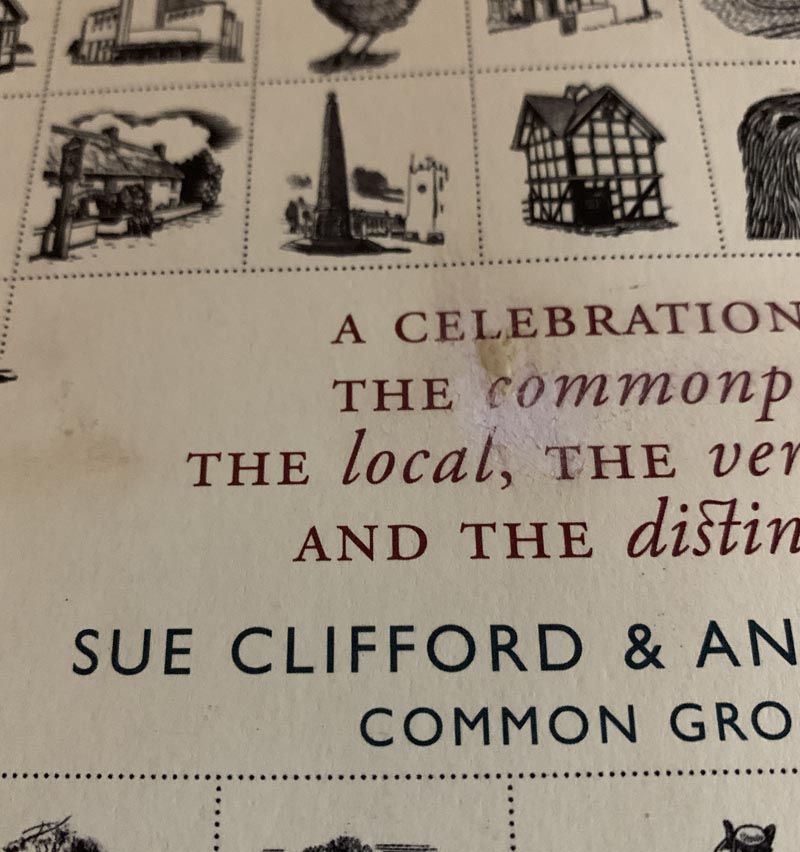 A CELEBRATION
THE commonp
THE local, THE ver
AND THE distin
SUE CLIFFORD & AN
COMMON GRO